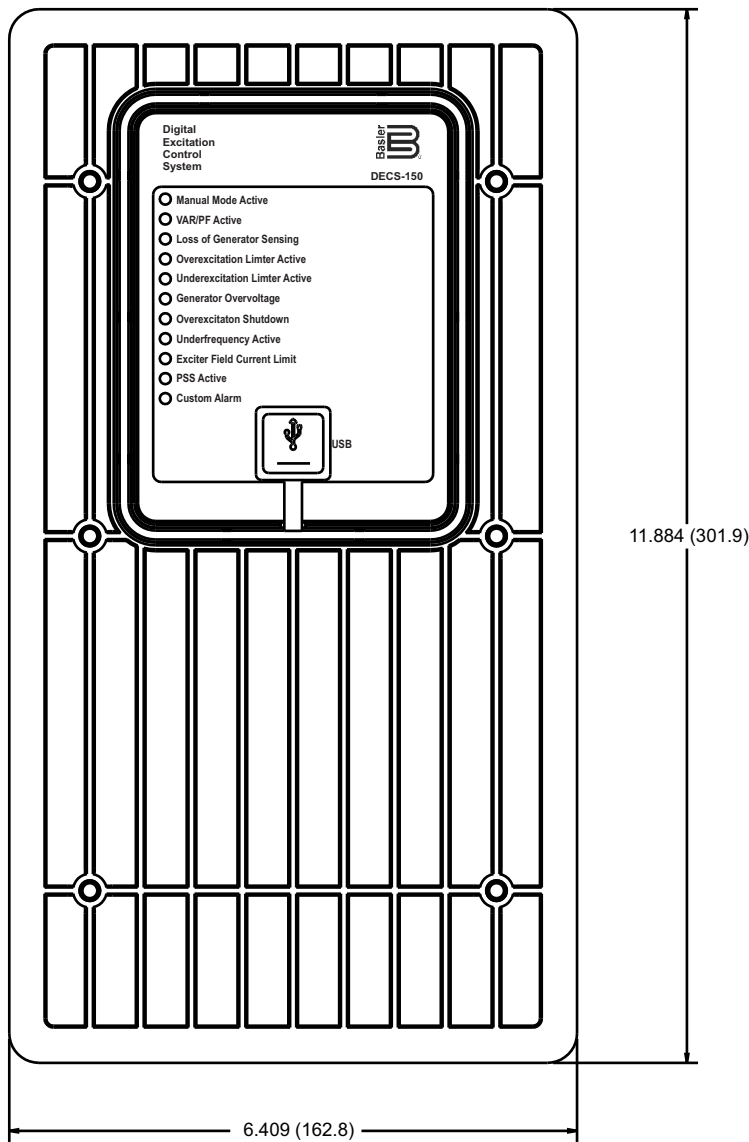 Digital
Excitation
Control
System
Basler
DECS-150
Manual Mode Active
VAR/PF Active
Loss of Generator Sensing
Overexcitation Limter Active
Underexcitation Limter Active
Generator Overvoltage
Overexcitaton Shutdown
Underfrequency Active
Exciter Field Current Limit
PSS Active
Custom Alarm
USB
11.884 (301.9)
6.409 (162.8)